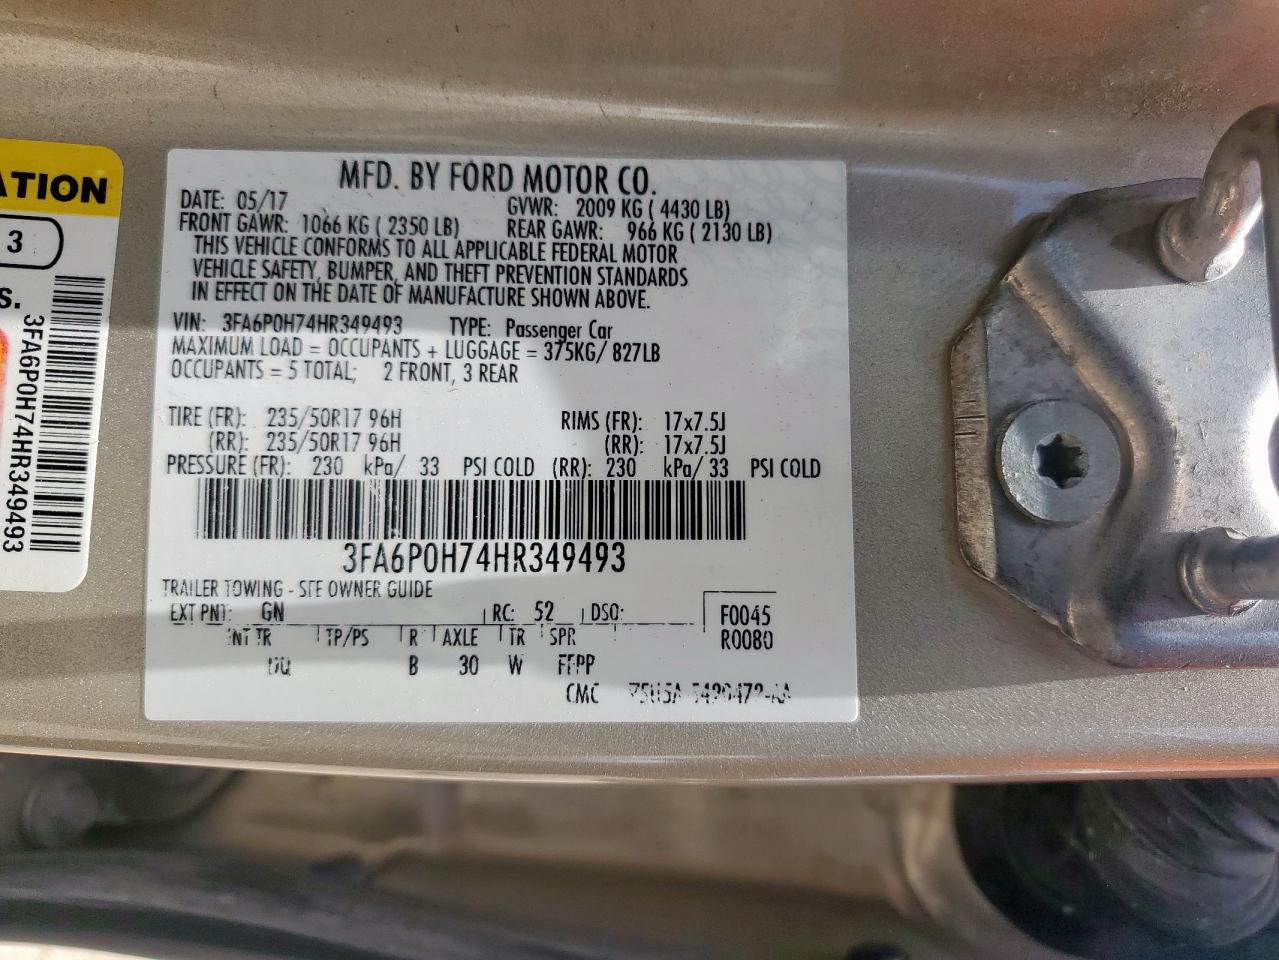 ATION
3
S.
3FA6P0H74HR349493
MFD. BY FORD MOTOR CO.
DATE: 05/17 GVWR: 2009 KG ( 4430 LB)
FRONT GAWR: 1066 KG ( 2350 LB) REAR GAWR: 966 KG ( 2130 LB)
THIS VEHICLE CONFORMS TO ALL APPLICABLE FEDERAL MOTOR
VEHICLE SAFETY, BUMPER, AND THEFT PREVENTION STANDARDS
IN EFFECT ON THE DATE OF MANUFACTURE SHOWN ABOVE.
VIN: 3FA6P0H74HR349493 TYPE: Passenger Car
MAXIMUM LOAD = OCCUPANTS + LUGGAGE = 375KG/ 827LB
OCCUPANTS = 5 TOTAL; 2 FRONT, 3 REAR
TIRE (FR): 235/50R17 96H RIMS (FR): 17x7.5J
(RR): 235/50R17 96H (RR): 17x7.5J
PRESSURE (FR): 230 kPa/ 33 PSI COLD (RR): 230 kPa/ 33 PSI COLD
3FA6P0H74HR349493
TRAILER TOWING - SEE OWNER GUIDE
EXT PNT: GN RC: 52 DSO: F0045
INT TR TP/PS R AXLE TR SPR R0080
B 30 W FFPP
CMC